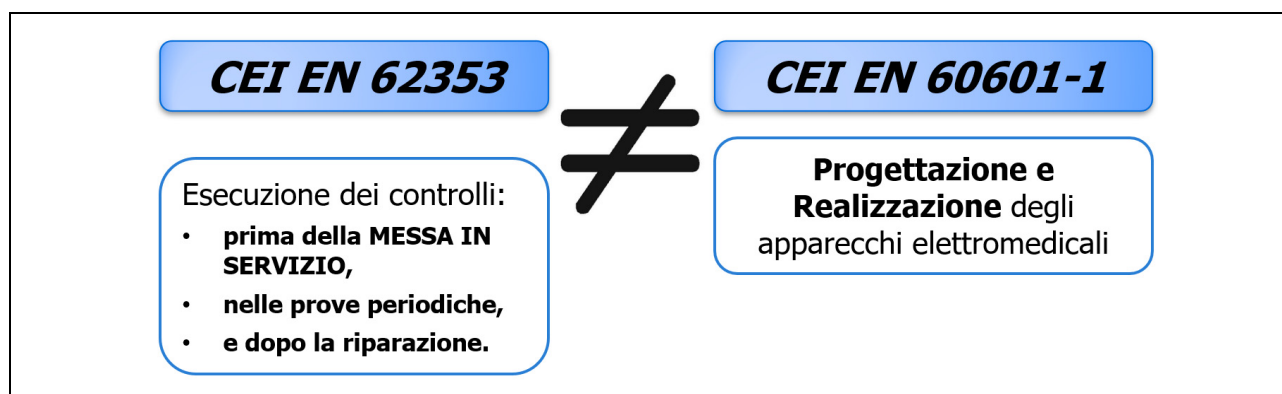 CEI EN 62353
≠
CEI EN 60601-1
Esecuzione dei controlli:
• prima della MESSA IN
SERVIZIO,
• nelle prove periodiche,
• e dopo la riparazione.
Progettazione e
Realizzazione degli
apparecchi elettromedicali